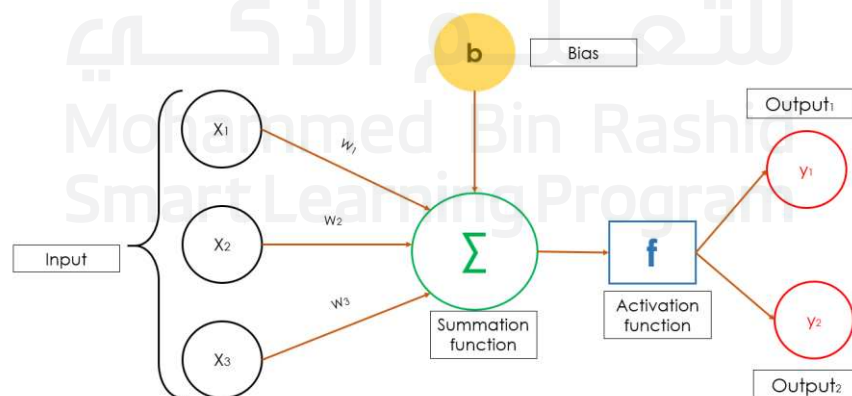 للتعلم الذكي
Mohammed Bin Rashid
Smart Learning Program
b
Bias
Output₁
X₁
W₁
y₁
X₂
W₂
Input
Σ
f
W₃
Summation
function
Activation
function
y₂
X₃
Output₂